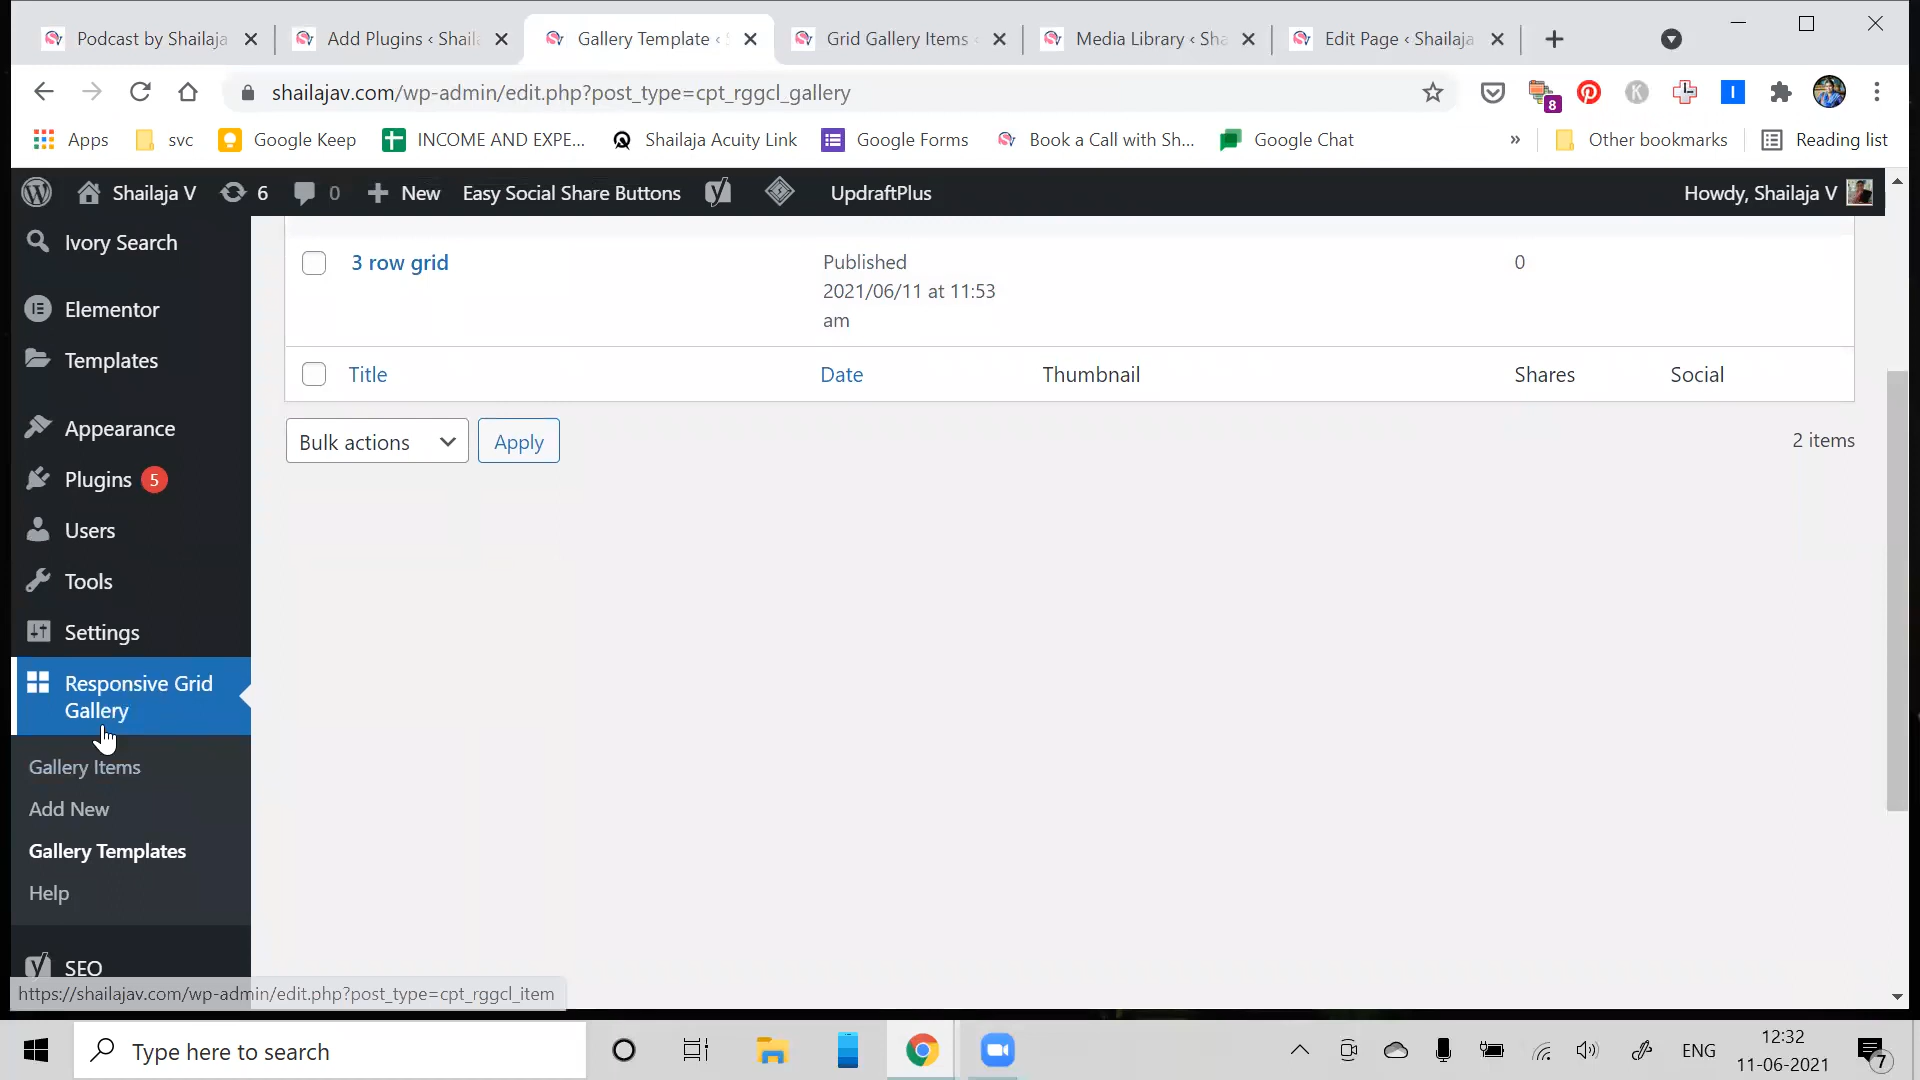 Podcast by Shailaja
Add Plugins ‹ Shaila
Gallery Template ‹ S
Grid Gallery Items ‹
Media Library ‹ Sha
Edit Page ‹ Shailaja
shailajav.com/wp-admin/edit.php?post_type=cpt_rggcl_gallery
8
K
I
Apps
svc
Google Keep
INCOME AND EXPE...
Shailaja Acuity Link
Google Forms
Book a Call with Sh...
Google Chat
»
Other bookmarks
Reading list
Shailaja V
6
0
New
Easy Social Share Buttons
UpdraftPlus
Howdy, Shailaja V
Ivory Search
Elementor
Templates
Appearance
Plugins 5
Users
Tools
Settings
Responsive Grid
Gallery
Gallery Items
Add New
Gallery Templates
Help
SEO
3 row grid
Published
2021/06/11 at 11:53
am
0
Title
Date
Thumbnail
Shares
Social
Bulk actions
Apply
2 items
https://shailajav.com/wp-admin/edit.php?post_type=cpt_rggcl_item
Type here to search
ENG
12:32
11-06-2021
7